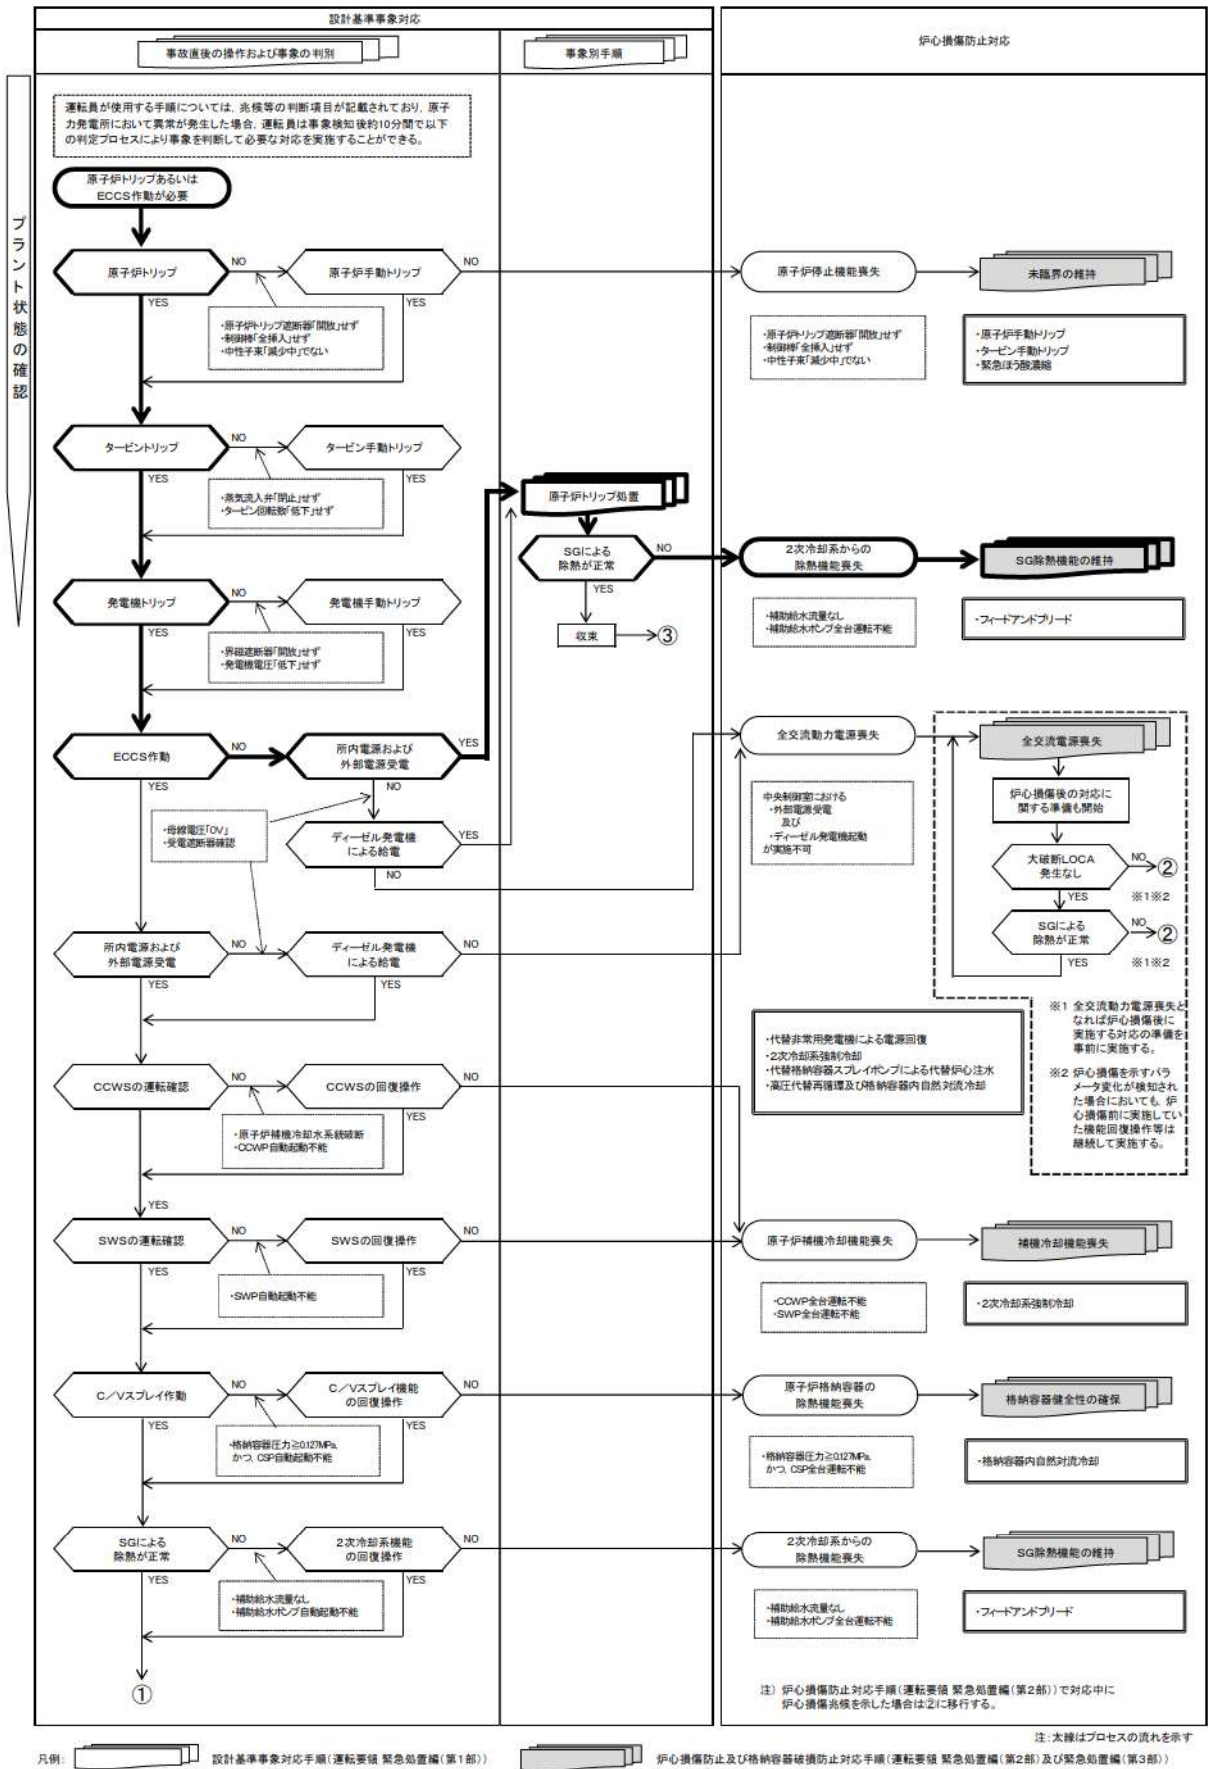 設計基準事象対応
事故直後の操作および事象の判別
事象別手順
炉心損傷防止対応
プラント状態の確認
運転員が使用する手順については、兆候等の判断項目が記載されており、原子
力発電所において異常が発生した場合、運転員は事象検知後約10分間で以下
の判定プロセスにより事象を判断して必要な対応を実施することができる。
原子炉トリップあるいは
ECCS作動が必要
原子炉トリップ
NO
原子炉手動トリップ
NO
原子炉停止機能喪失
未臨界の維持
YES
YES
・原子炉トリップ遮断器「開放」せず
・制御棒「全挿入」せず
・中性子束「減少中」でない
・原子炉トリップ遮断器「開放」せず
・制御棒「全挿入」せず
・中性子束「減少中」でない
・原子炉手動トリップ
・タービン手動トリップ
・緊急ほう酸濃縮
タービントリップ
NO
タービン手動トリップ
YES
YES
・蒸気流入弁「閉止」せず
・タービン回転数「低下」せず
原子炉トリップ処置
SGによる
除熱が正常
NO
YES
収束
③
2次冷却系からの
除熱機能喪失
SG除熱機能の維持
・補助給水流量なし
・補助給水ポンプ全台運転不能
・フィードアンドブリード
発電機トリップ
NO
発電機手動トリップ
YES
YES
・界磁遮断器「開放」せず
・発電機電圧「低下」せず
ECCS作動
NO
所内電源および
外部電源受電
YES
YES
NO
・母線電圧「0V」
・受電遮断器確認
ディーゼル発電機
による給電
YES
NO
全交流動力電源喪失
全交流電源喪失
中央制御室における
・外部電源受電
及び
・ディーゼル発電機起動
が実施不可
炉心損傷後の対応に
関する準備も開始
大破断LOCA
発生なし
NO
②
YES
※1※2
SGによる
除熱が正常
NO
②
YES
※1※2
所内電源および
外部電源受電
NO
ディーゼル発電機
による給電
NO
YES
YES
※1 全交流動力電源喪失と
なれば炉心損傷後に
実施する対応の準備を
事前に実施する。
※2 炉心損傷を示すパラ
メータ変化が検知され
た場合においても、炉
心損傷前に実施してい
た機能回復操作等は
継続して実施する。
・代替非常用発電機による電源回復
・2次冷却系強制冷却
・代替格納容器スプレイポンプによる代替炉心注水
・高圧代替再循環及び格納容器内自然対流冷却
CCWSの運転確認
NO
CCWSの回復操作
NO
YES
・原子炉補機冷却水系統破断
・CCWP自動起動不能
YES
SWSの運転確認
NO
SWSの回復操作
NO
原子炉補機冷却機能喪失
補機冷却機能喪失
YES
YES
・SWP自動起動不能
・CCWP全台運転不能
・SWP全台運転不能
・2次冷却系強制冷却
C/Vスプレイ作動
NO
C/Vスプレイ機能
の回復操作
NO
原子炉格納容器の
除熱機能喪失
格納容器健全性の確保
YES
YES
・格納容器圧力≧0.127MPa、
かつ、CSP自動起動不能
・格納容器圧力≧0.127MPa、
かつ、CSP全台運転不能
・格納容器内自然対流冷却
SGによる
除熱が正常
NO
2次冷却系機能
の回復操作
NO
2次冷却系からの
除熱機能喪失
SG除熱機能の維持
YES
YES
・補助給水流量なし
・補助給水ポンプ自動起動不能
・補助給水流量なし
・補助給水ポンプ全台運転不能
・フィードアンドブリード
①
注) 炉心損傷防止対応手順(運転要領 緊急処置編(第2部))で対応中に
炉心損傷兆候を示した場合は②に移行する。
注:太線はプロセスの流れを示す
凡例:
設計基準事象対応手順(運転要領 緊急処置編(第1部))
炉心損傷防止及び格納容器破損防止対応手順(運転要領 緊急処置編(第2部)及び緊急処置編(第3部))